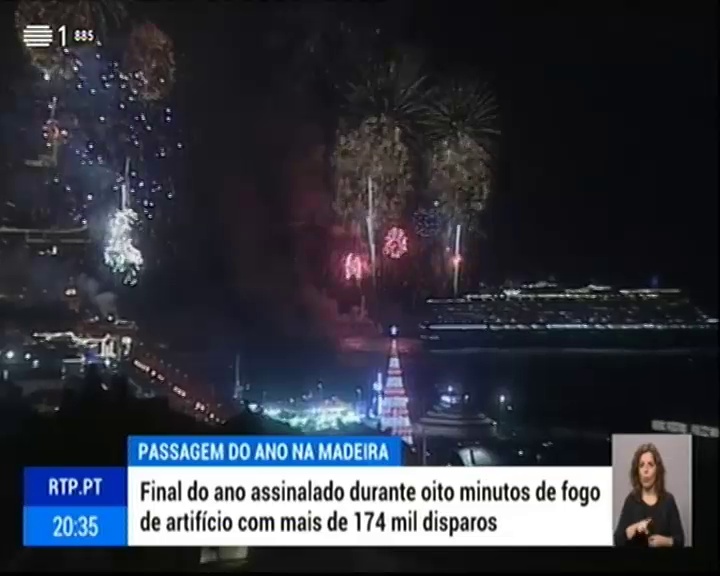 1 885
PASSAGEM DO ANO NA MADEIRA
RTP.PT
20:35
Final do ano assinalado durante oito minutos de fogo
de artifício com mais de 174 mil disparos